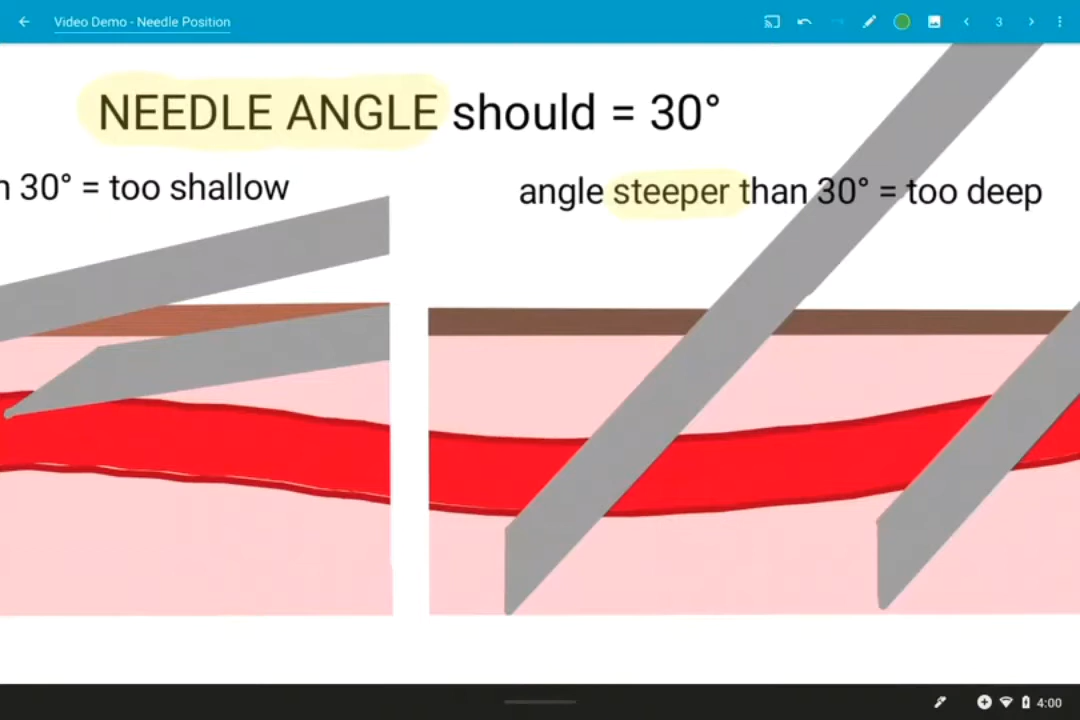 Video Demo - Needle Position
3
NEEDLE ANGLE should = 30°
30° = too shallow
angle steeper than 30° = too deep
4:00